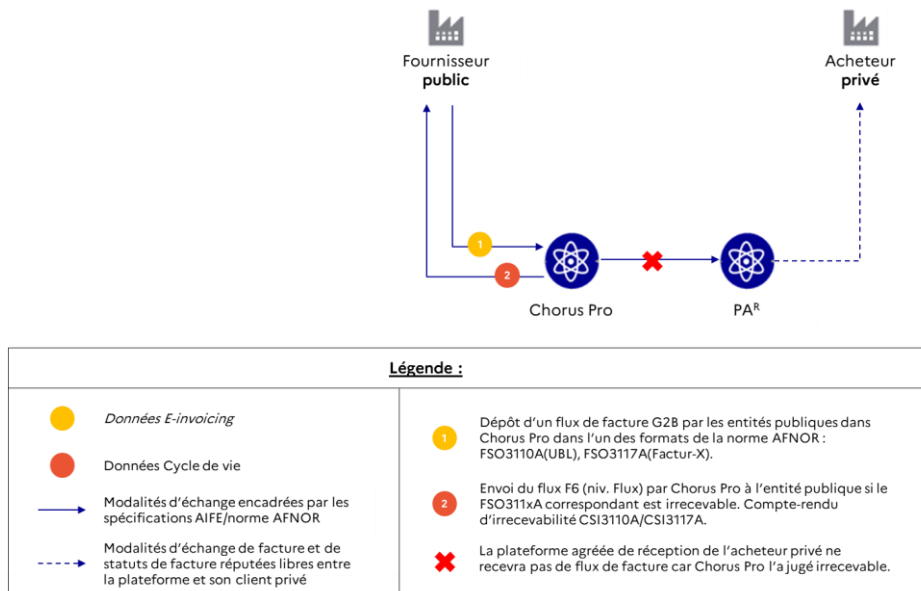 Fournisseur
public
Acheteur
privé
1
2
Chorus Pro
PAᴿ
Légende :
Données E-invoicing
Données Cycle de vie
Modalités d'échange encadrées par les
spécifications AIFE/norme AFNOR
Modalités d'échange de facture et de
statuts de facture réputées libres entre
la plateforme et son client privé
1
Dépôt d'un flux de facture G2B par les entités publiques dans
Chorus Pro dans l'un des formats de la norme AFNOR :
FSO3110A(UBL), FSO3117A(Factur-X).
2
Envoi du flux F6 (niv. Flux) par Chorus Pro à l'entité publique si le
FSO311xA correspondant est irrecevable. Compte-rendu
d'irrecevabilité CSI3110A/CSI3117A.
La plateforme agréée de réception de l'acheteur privé ne
recevra pas de flux de facture car Chorus Pro l'a jugé irrecevable.